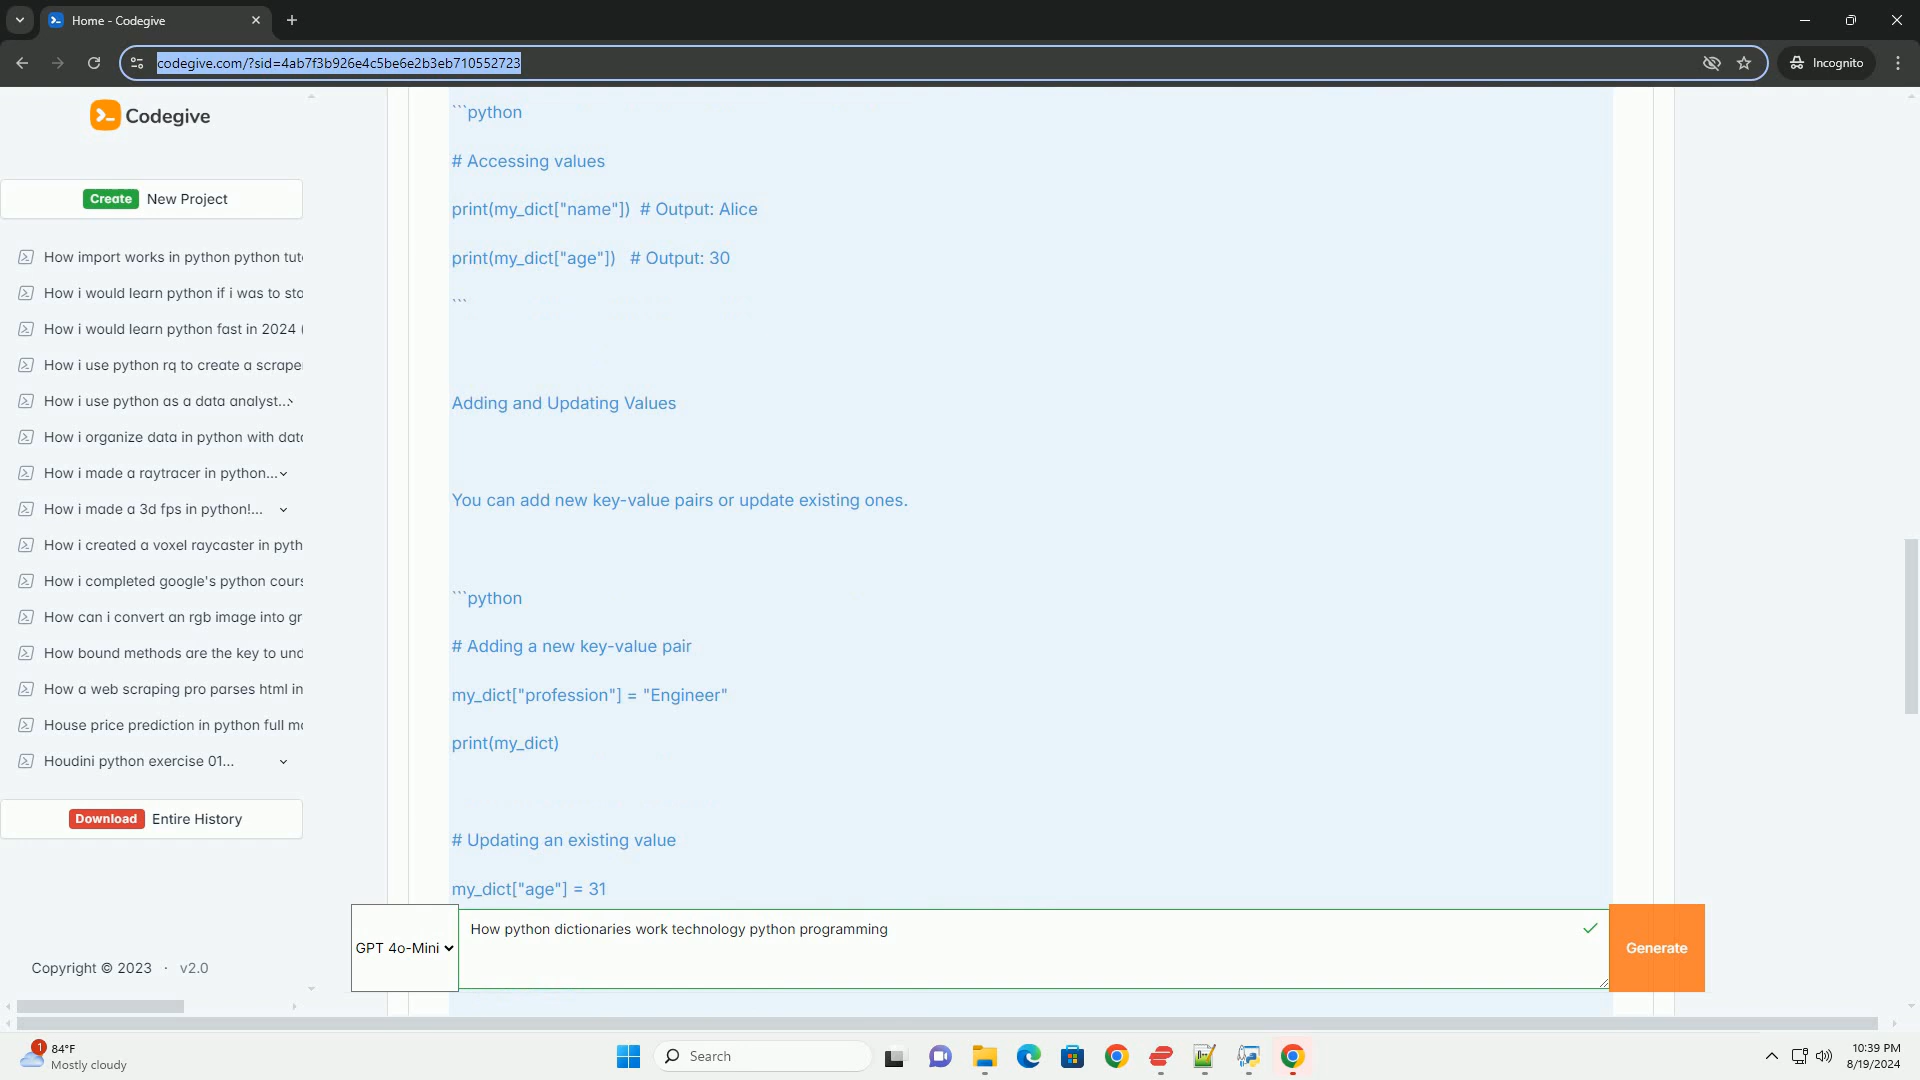 Home - Codegive
codegive.com/?sid=4ab7f3b926e4c5be6e2b3eb710552723
Incognito
Codegive
Create New Project
How import works in python python tut
How i would learn python if i was to sta
How i would learn python fast in 2024 (
How i use python rq to create a scrape
How i use python as a data analyst...
How i organize data in python with data
How i made a raytracer in python...
How i made a 3d fps in python!...
How i created a voxel raycaster in pyth
How i completed google's python cours
How can i convert an rgb image into gr
How bound methods are the key to und
How a web scraping pro parses html in
House price prediction in python full mo
Houdini python exercise 01...
Download Entire History
Copyright © 2023 · v2.0
```python
# Accessing values
print(my_dict["name"]) # Output: Alice
print(my_dict["age"]) # Output: 30
```
Adding and Updating Values
You can add new key-value pairs or update existing ones.
```python
# Adding a new key-value pair
my_dict["profession"] = "Engineer"
print(my_dict)
# Updating an existing value
my_dict["age"] = 31
GPT 4o-Mini
How python dictionaries work technology python programming
Generate
1
84°F
Mostly cloudy
Search
10:39 PM
8/19/2024